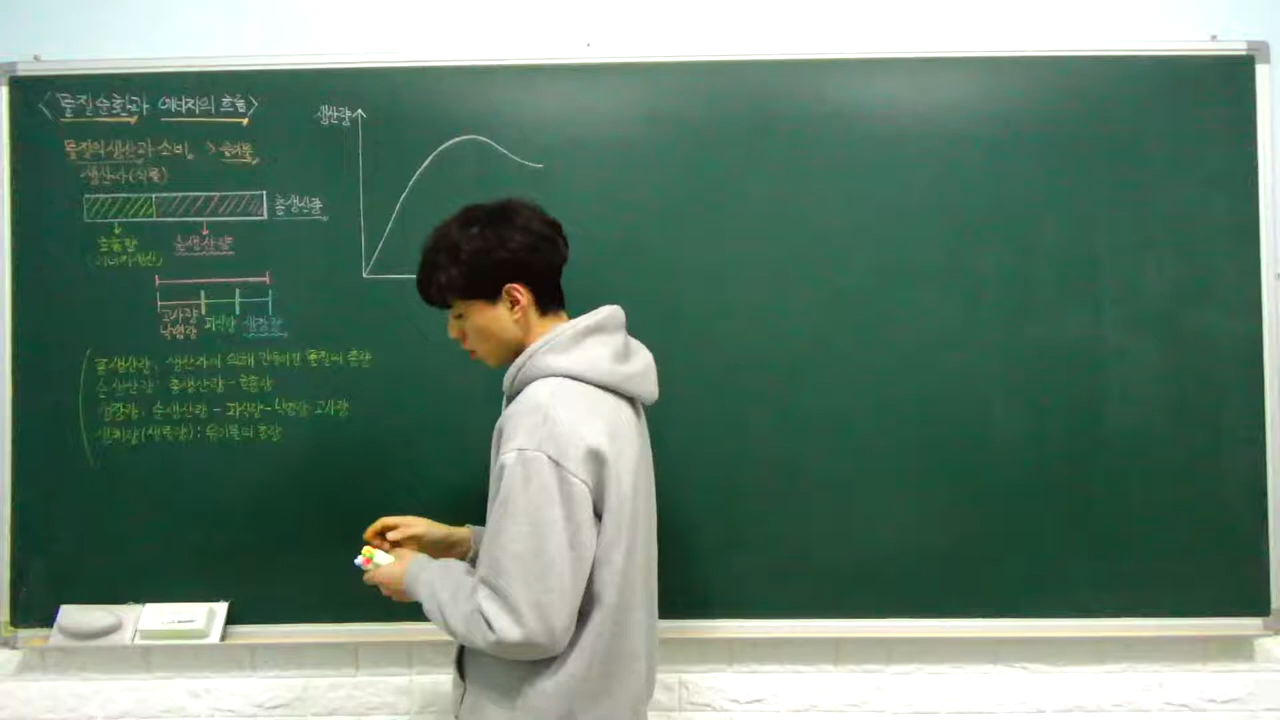 <물질순환과 에너지의 흐름>
물질의 생산과 소비 > 유기물
생산자(식물)
총생산량
호흡량
순생산량
고사량
낙엽량
피식량
생장량
총생산량: 생산자에 의해 만들어진 물질의 총량
순생산량: 총생산량-호흡량
생장량: 순생산량-피식량-낙엽량·고사량
생체량(생물량): 유기물의 총량
생산량